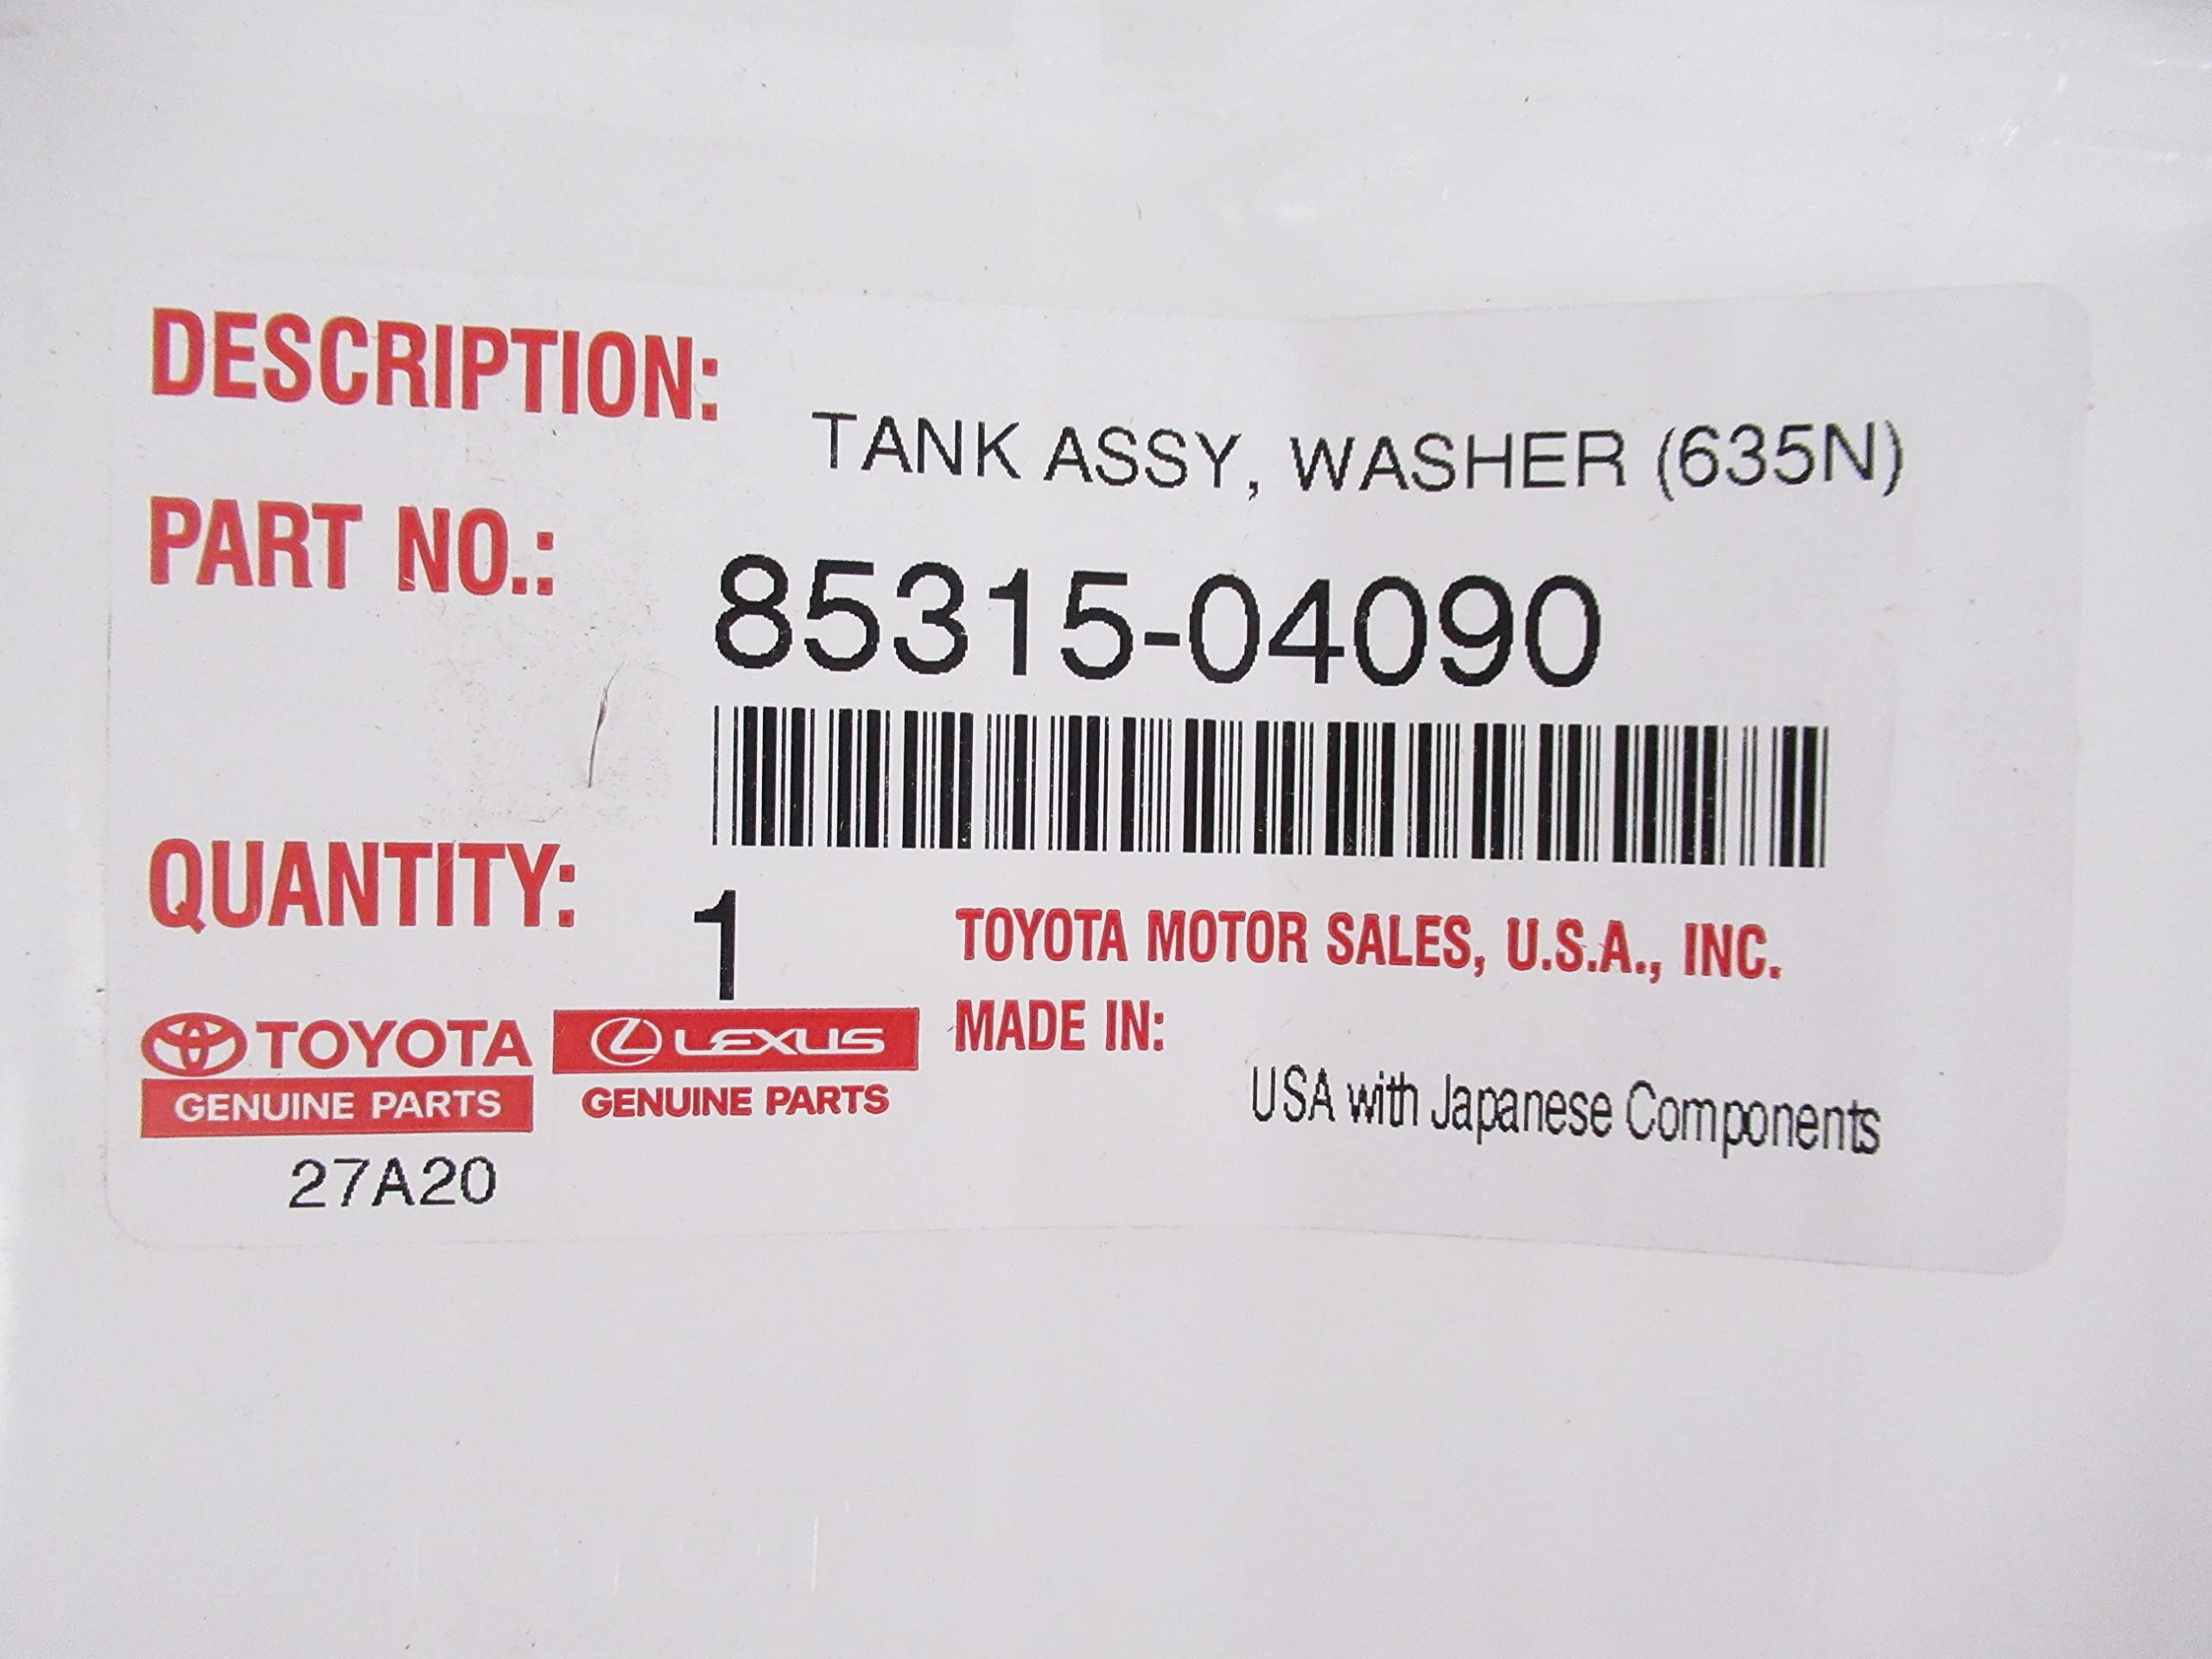 DESCRIPTION:
TANK ASSY, WASHER (635N)
PART NO.:
85315-04090
QUANTITY:
1
TOYOTA MOTOR SALES, U.S.A., INC.
MADE IN:
USA with Japanese Components
TOYOTA
GENUINE PARTS
LEXUS
GENUINE PARTS
27A20